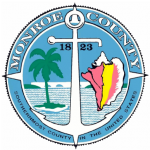 MONROE COUNTY
1823
SOUTHERNMOST COUNTY IN THE UNITED STATES